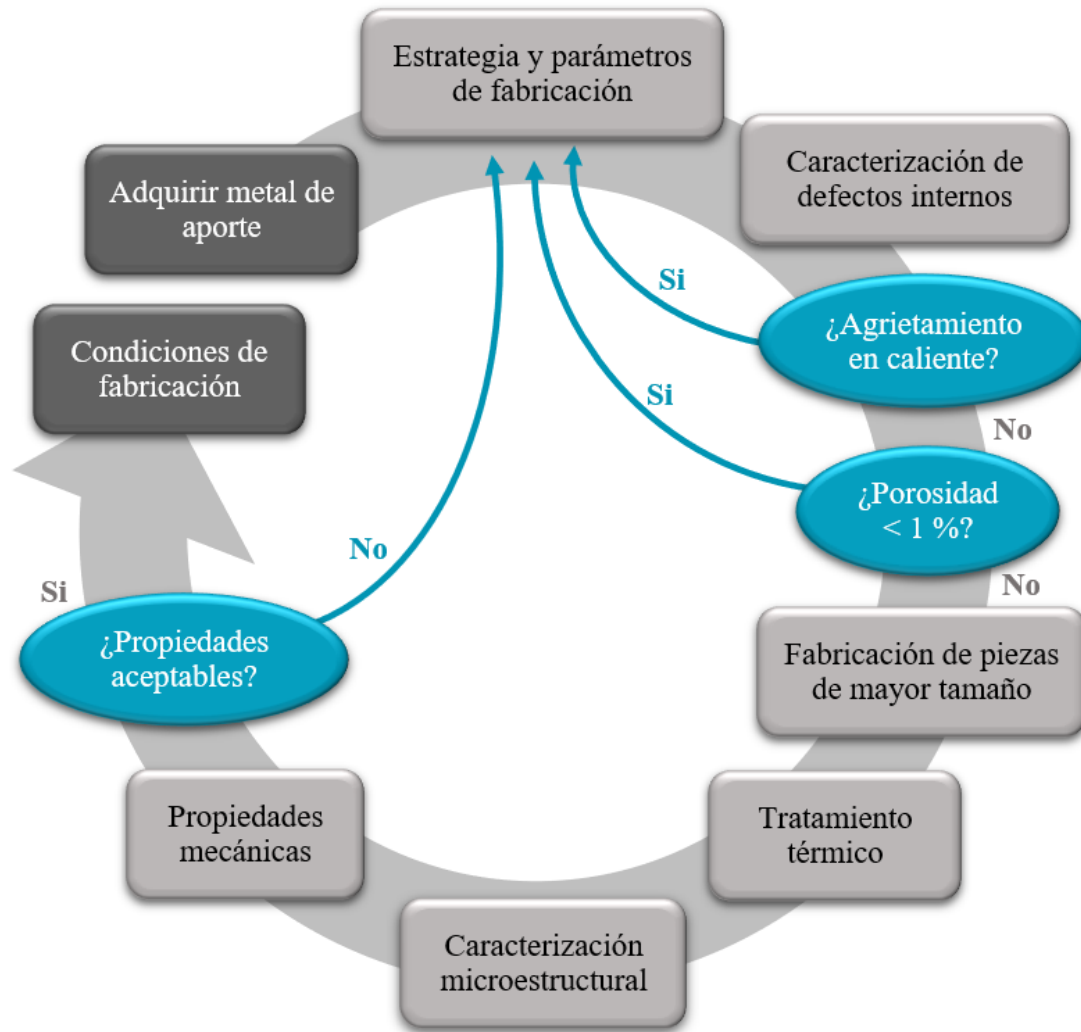 Estrategia y parámetros
de fabricación
Adquirir metal de
aporte
Caracterización de
defectos internos
Si
¿Agrietamiento
en caliente?
Condiciones de
fabricación
Si
No
¿Porosidad
< 1 %?
No
No
Si
¿Propiedades
aceptables?
Fabricación de piezas
de mayor tamaño
Propiedades
mecánicas
Tratamiento
térmico
Caracterización
microestructural